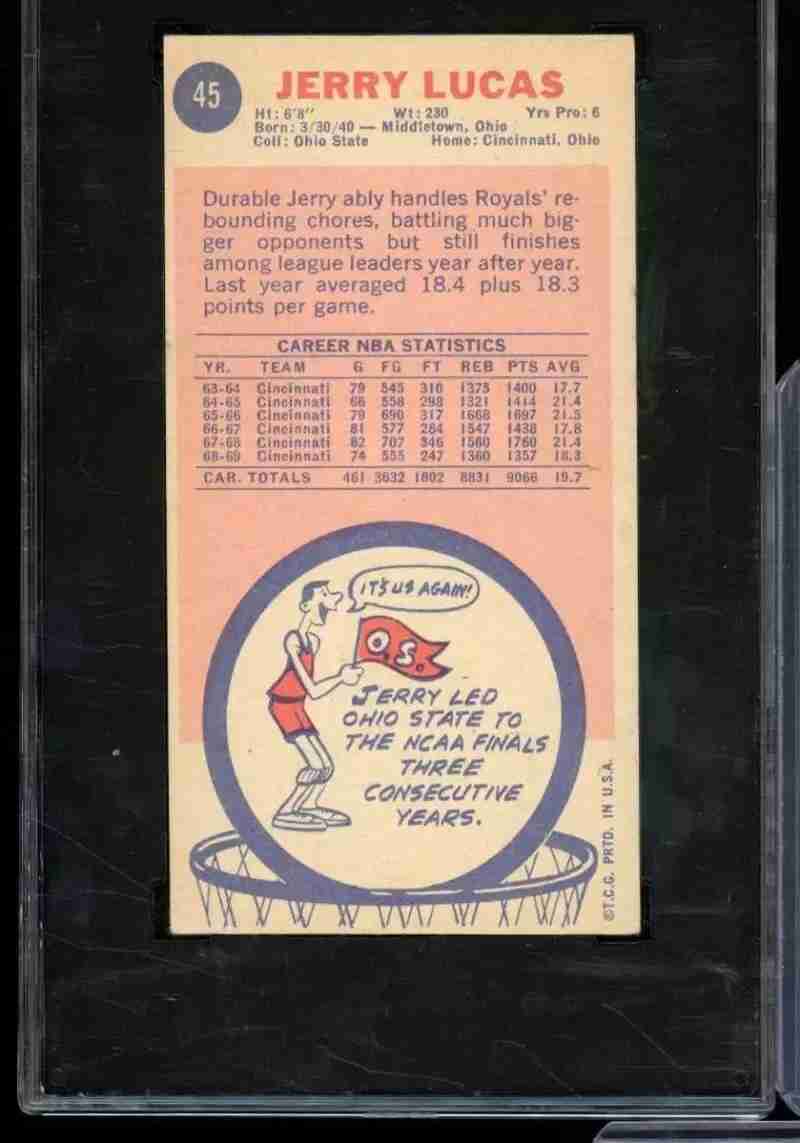 45
JERRY LUCAS
Ht: 6'8" Wt: 230 Yrs Pro: 6
Born: 3/30/40 — Middletown, Ohio
Coll: Ohio State Home: Cincinnati, Ohio
Durable Jerry ably handles Royals' re-
bounding chores, battling much big-
ger opponents but still finishes
among league leaders year after year.
Last year averaged 18.4 plus 18.3
points per game.
CAREER NBA STATISTICS
YR. TEAM G FG FT REB PTS AVG
63-64 Cincinnati 79 545 310 1375 1400 17.7
64-65 Cincinnati 66 558 298 1321 1414 21.4
65-66 Cincinnati 79 690 317 1668 1697 21.5
66-67 Cincinnati 81 577 284 1547 1438 17.8
67-68 Cincinnati 82 707 346 1560 1760 21.4
68-69 Cincinnati 74 555 247 1360 1357 18.3
CAR. TOTALS 461 3632 1802 8831 9066 19.7
IT'S US AGAIN!
O.S.
JERRY LED
OHIO STATE TO
THE NCAA FINALS
THREE
CONSECUTIVE
YEARS.
©T.C.G. PRTD. IN U.S.A.